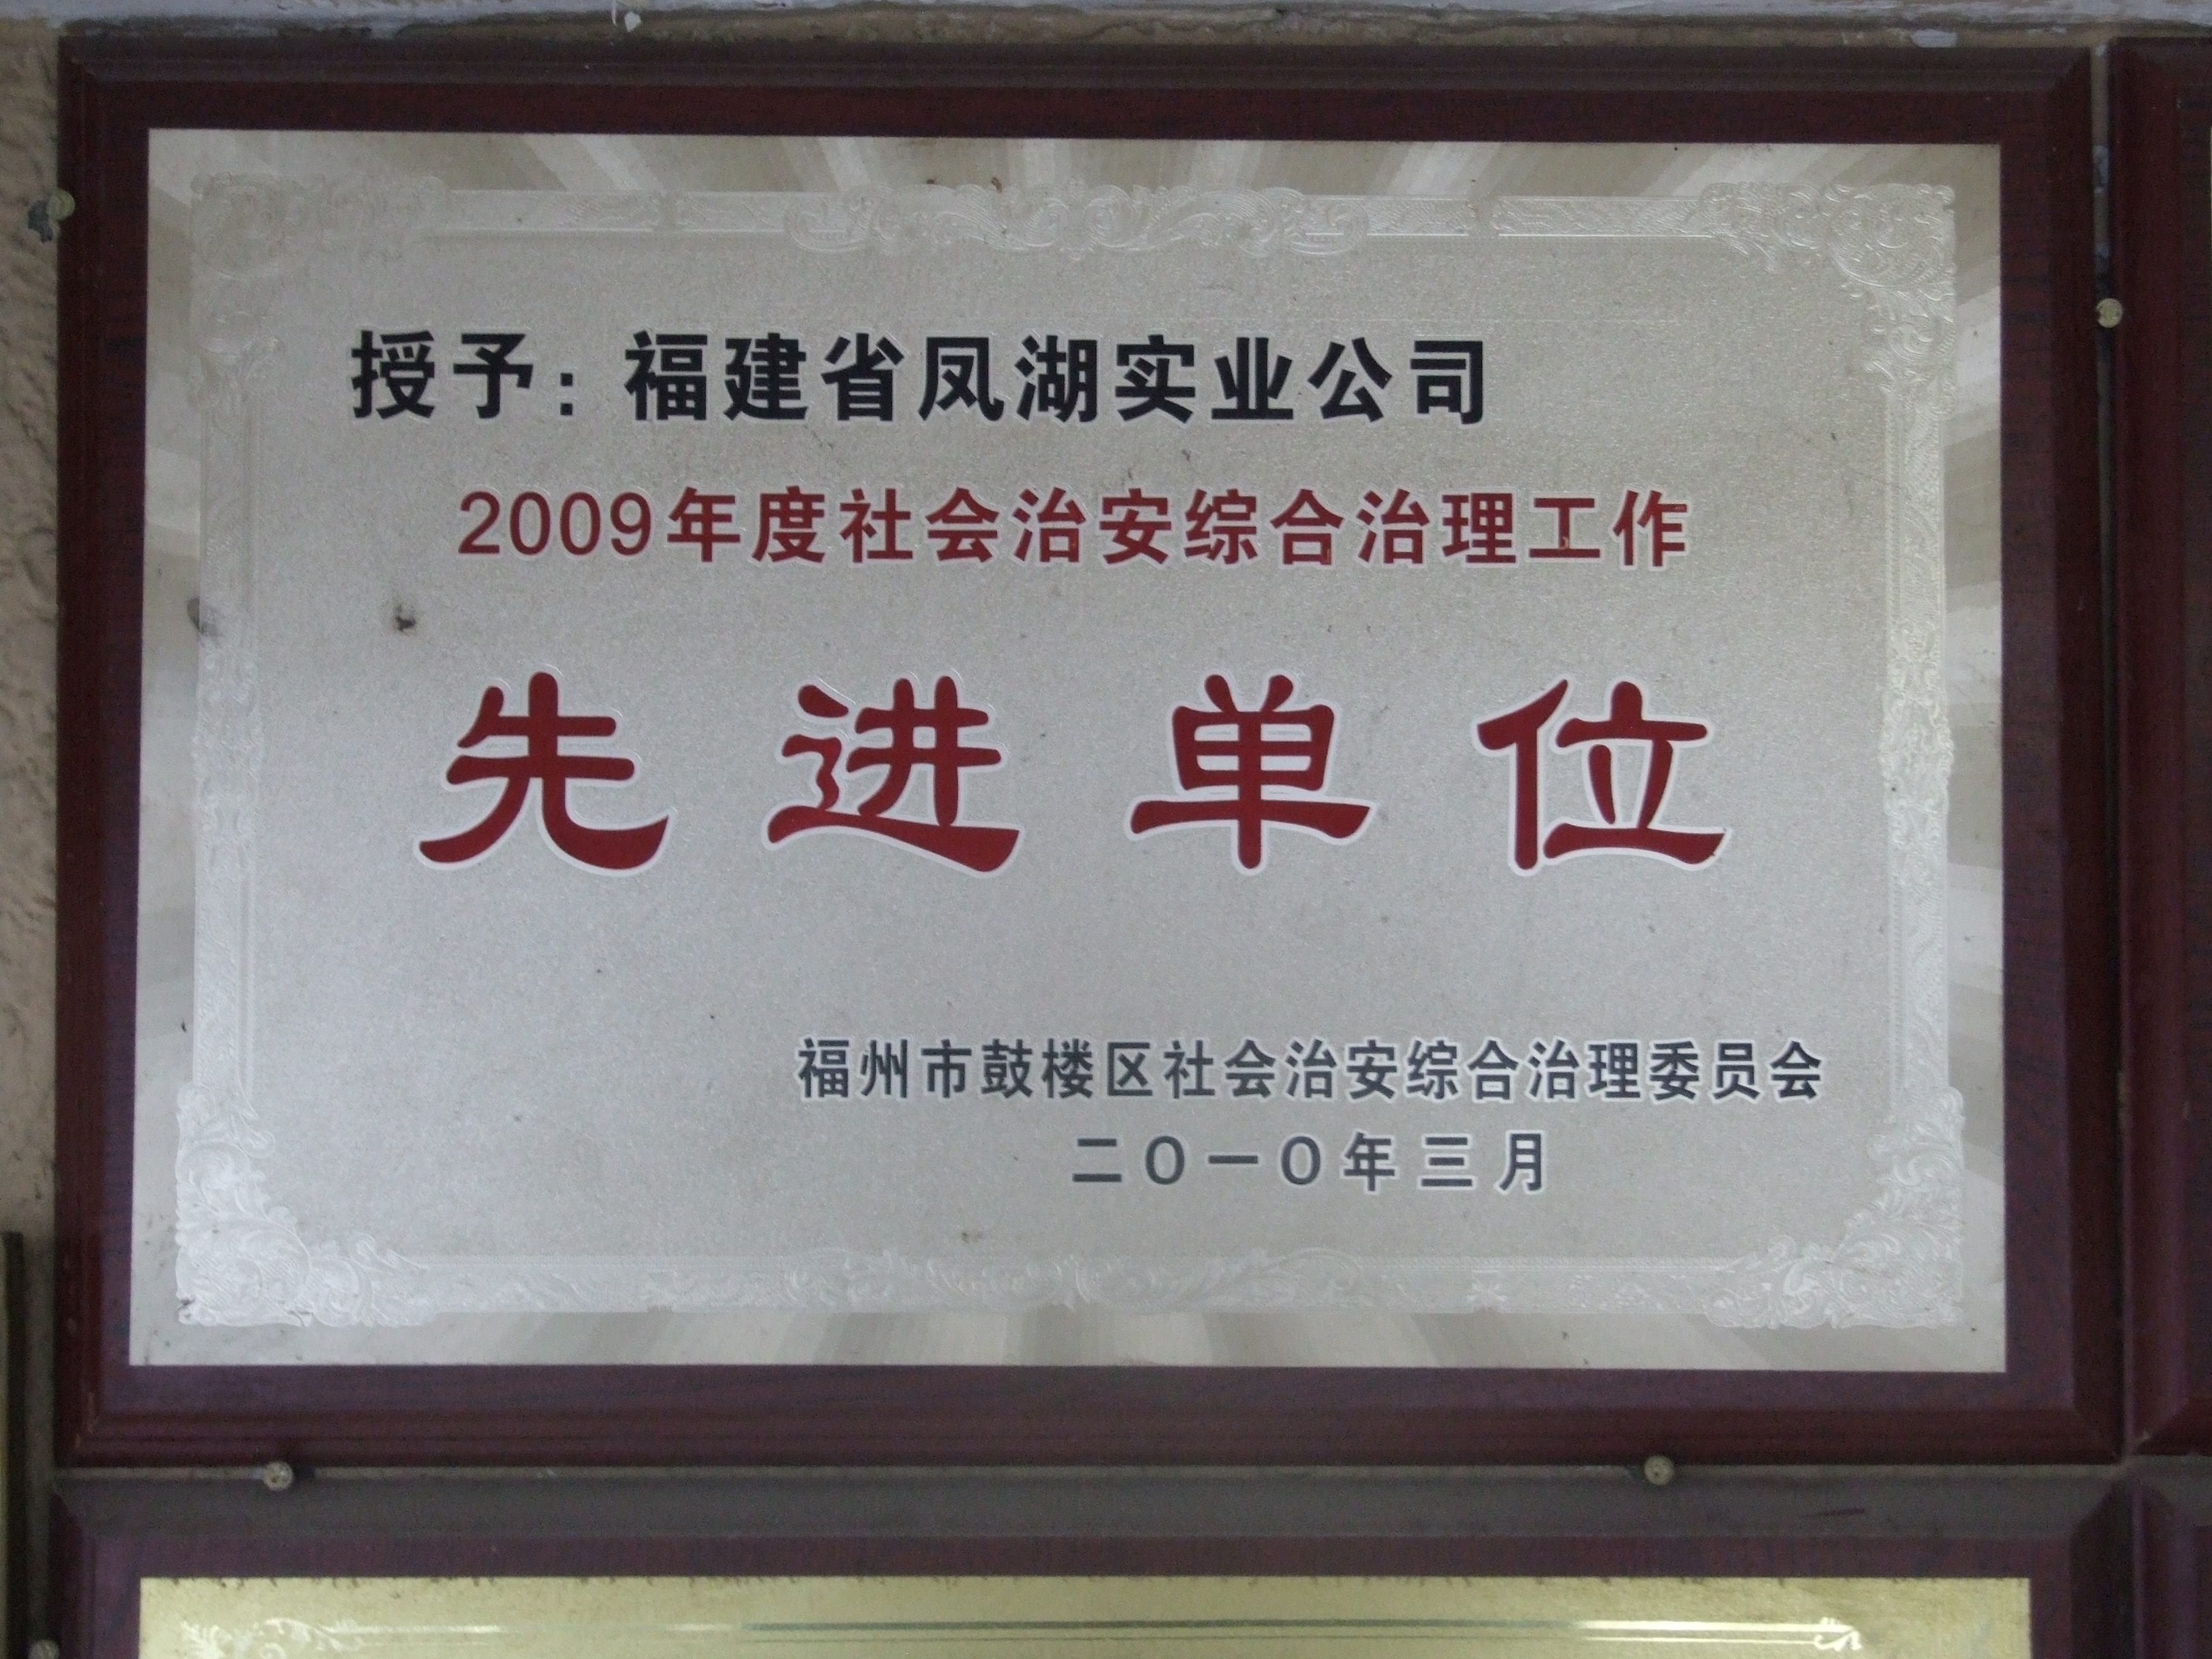 授予：福建省凤湖实业公司
2009年度社会治安综合治理工作
先进单位
福州市鼓楼区社会治安综合治理委员会
二〇一〇年三月